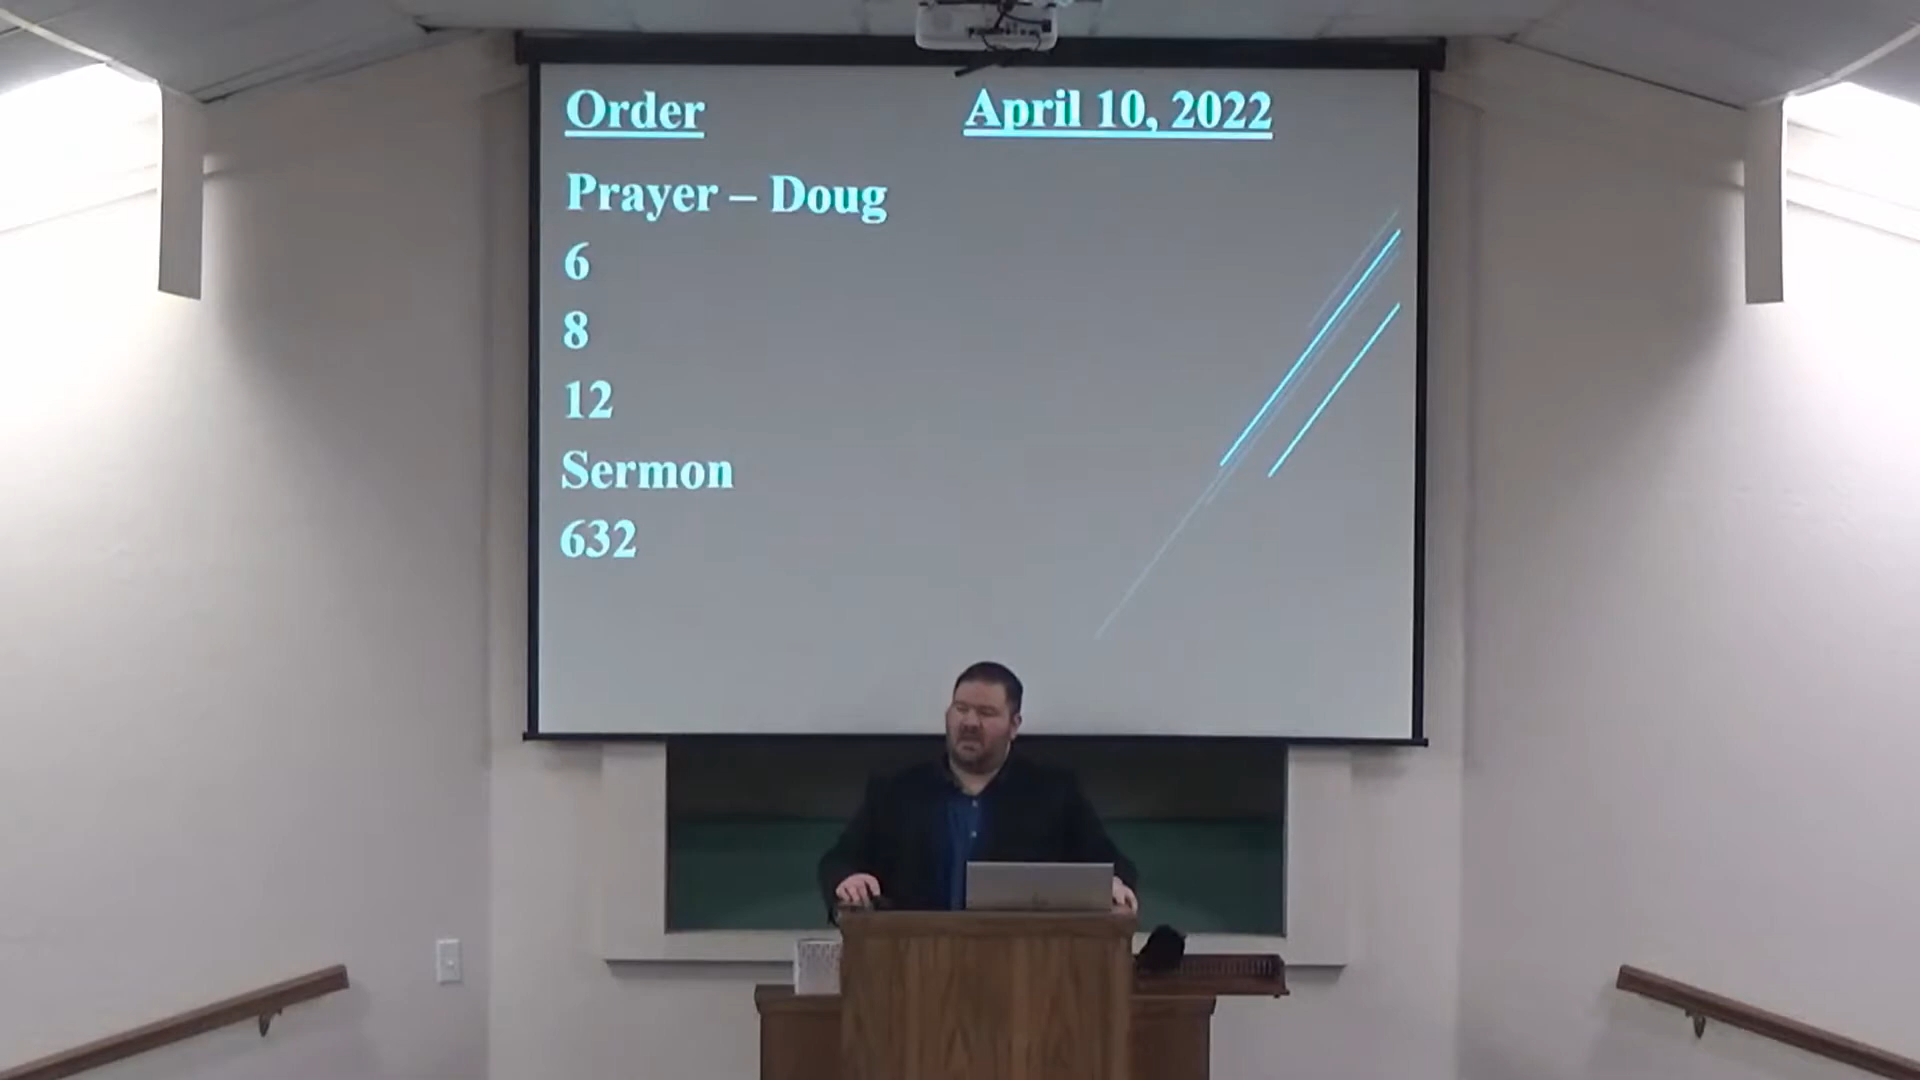 Order April 10, 2022
Prayer – Doug
6
8
12
Sermon
632